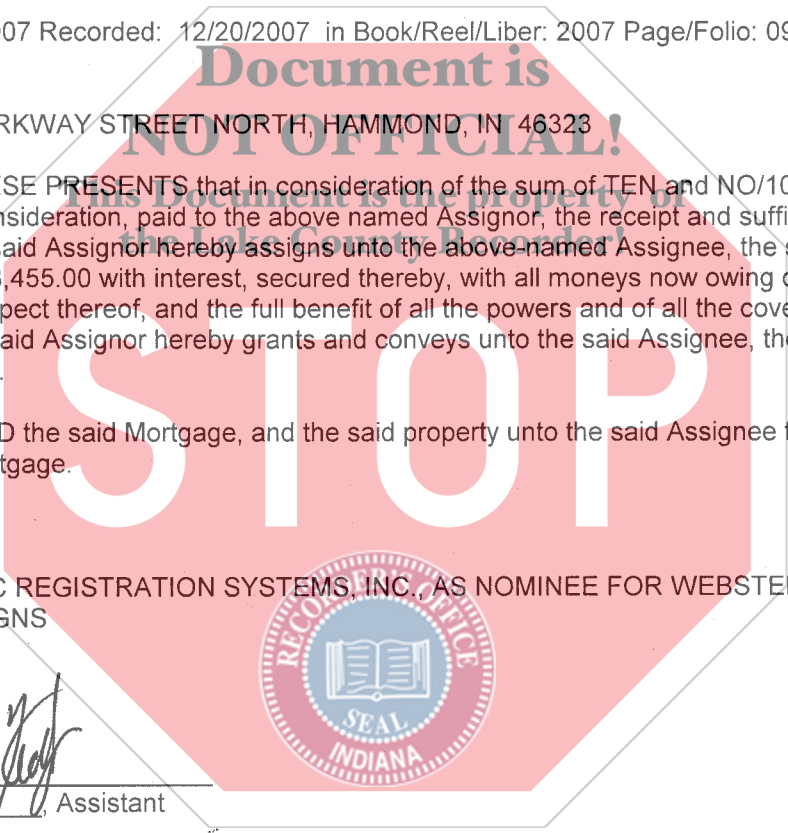 07 Recorded: 12/20/2007 in Book/Reel/Liber: 2007 Page/Folio: 09
Document is
RKWAY STREET NORTH, HAMMOND, IN 46323
NOT OFFICIAL!
ESE PRESENTS that in consideration of the sum of TEN and NO/10
This Document is the property of
nsideration, paid to the above named Assignor, the receipt and suffi
said Assignor hereby assigns unto the above-named Assignee, the s
the Lake County Recorder!
,455.00 with interest, secured thereby, with all moneys now owing o
pect thereof, and the full benefit of all the powers and of all the cove
aid Assignor hereby grants and conveys unto the said Assignee, the
STOP
D the said Mortgage, and the said property unto the said Assignee f
tgage.
C REGISTRATION SYSTEMS, INC., AS NOMINEE FOR WEBSTE
GNS
RECORDER'S OFFICE
SEAL
INDIANA
, Assistant